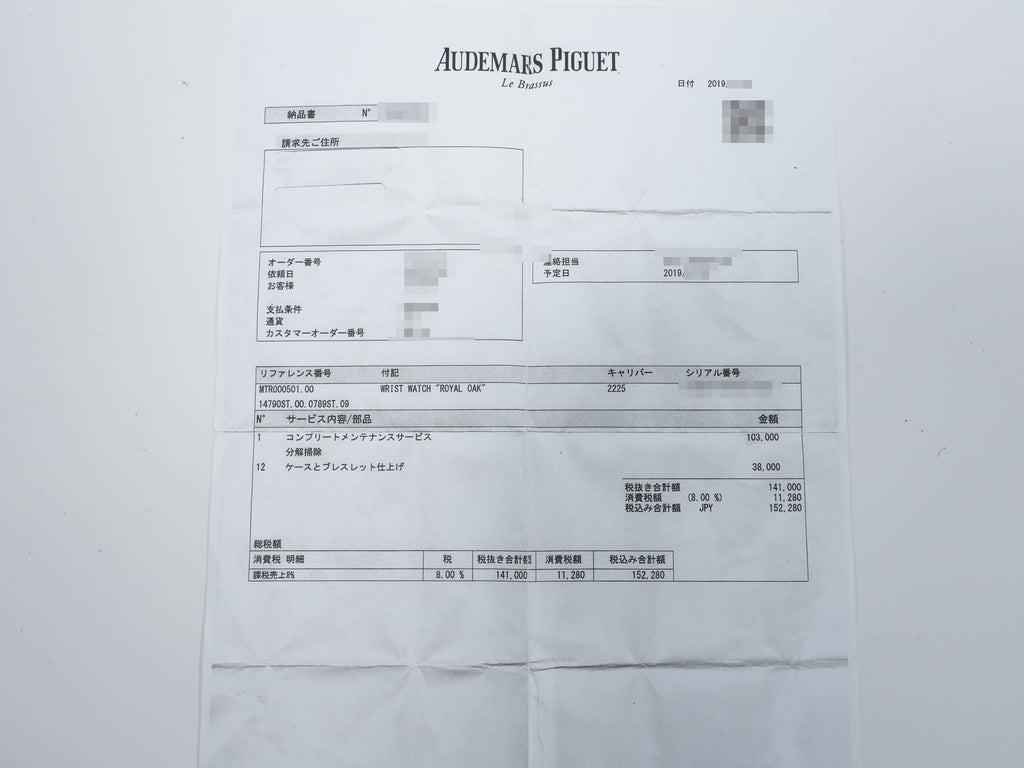 AUDEMARS PIGUET
Le Brassus
日付 2019
納品書 N°
請求先ご住所
オーダー番号
依頼日
お客様
支払条件
通貨
カスタマーオーダー番号
絡担当
予定日 2019/
リファレンス番号 付記 キャリバー シリアル番号
MTR000501.00 WRIST WATCH "ROYAL OAK" 2225
14790ST.00.0789ST.09
N° サービス内容/部品 金額
1 コンプリートメンテナンスサービス 103,000
分解掃除
12 ケースとブレスレット仕上げ 38,000
税抜き合計額 141,000
消費税額 (8.00 %) 11,280
税込み合計額 JPY 152,280
総税額
消費税 明細 税 税抜き合計額 消費税額 税込み合計額
課税売上8% 8.00 % 141,000 11,280 152,280